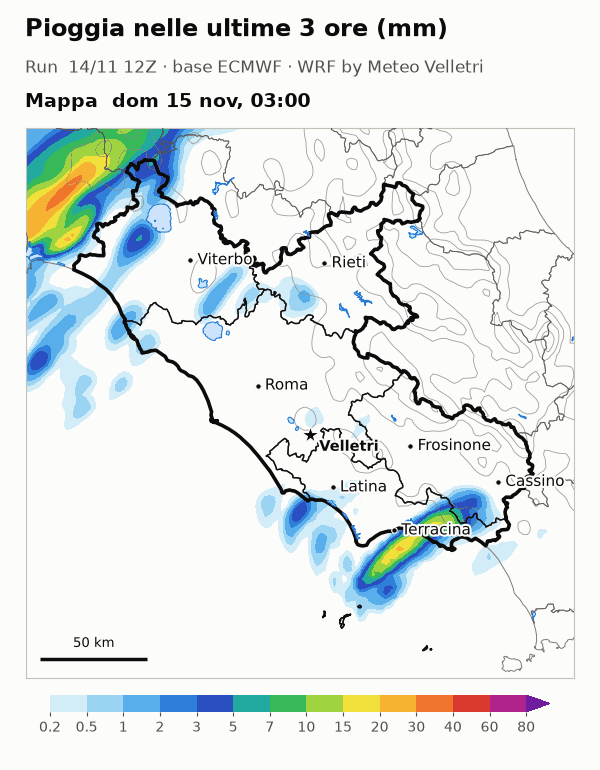 Pioggia nelle ultime 3 ore (mm)
Run 14/11 12Z · base ECMWF · WRF by Meteo Velletri
Mappa dom 15 nov, 03:00
Viterbo
Rieti
Roma
Velletri
Frosinone
Latina
Cassino
Terracina
50 km
0.2 0.5 1 2 3 5 7 10 15 20 30 40 60 80